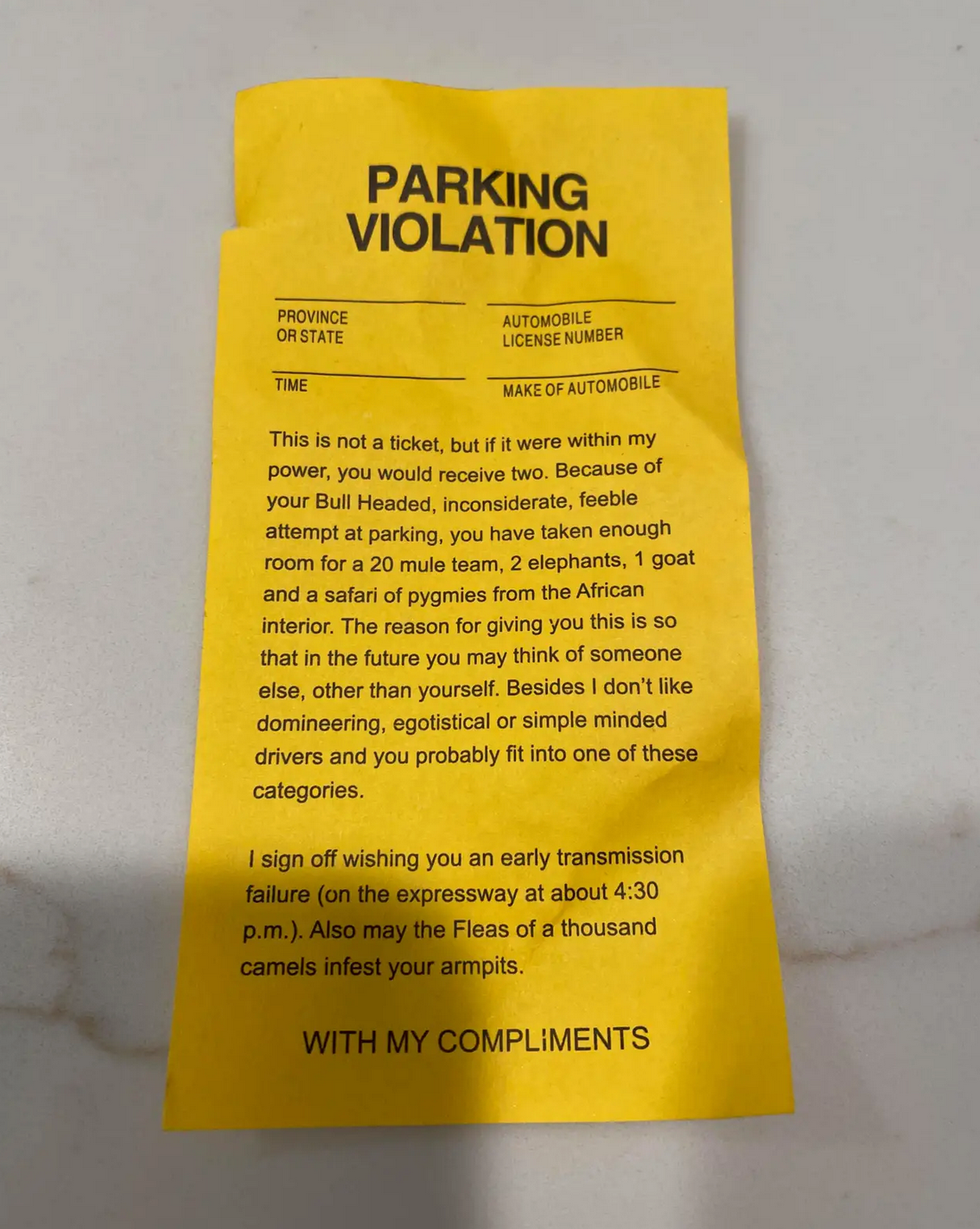 PARKING
VIOLATION
PROVINCE
OR STATE
AUTOMOBILE
LICENSE NUMBER
TIME
MAKE OF AUTOMOBILE
This is not a ticket, but if it were within my
power, you would receive two. Because of
your Bull Headed, inconsiderate, feeble
attempt at parking, you have taken enough
room for a 20 mule team, 2 elephants, 1 goat
and a safari of pygmies from the African
interior. The reason for giving you this is so
that in the future you may think of someone
else, other than yourself. Besides I don't like
domineering, egotistical or simple minded
drivers and you probably fit into one of these
categories.
I sign off wishing you an early transmission
failure (on the expressway at about 4:30
p.m.). Also may the Fleas of a thousand
camels infest your armpits.
WITH MY COMPLiMENTS